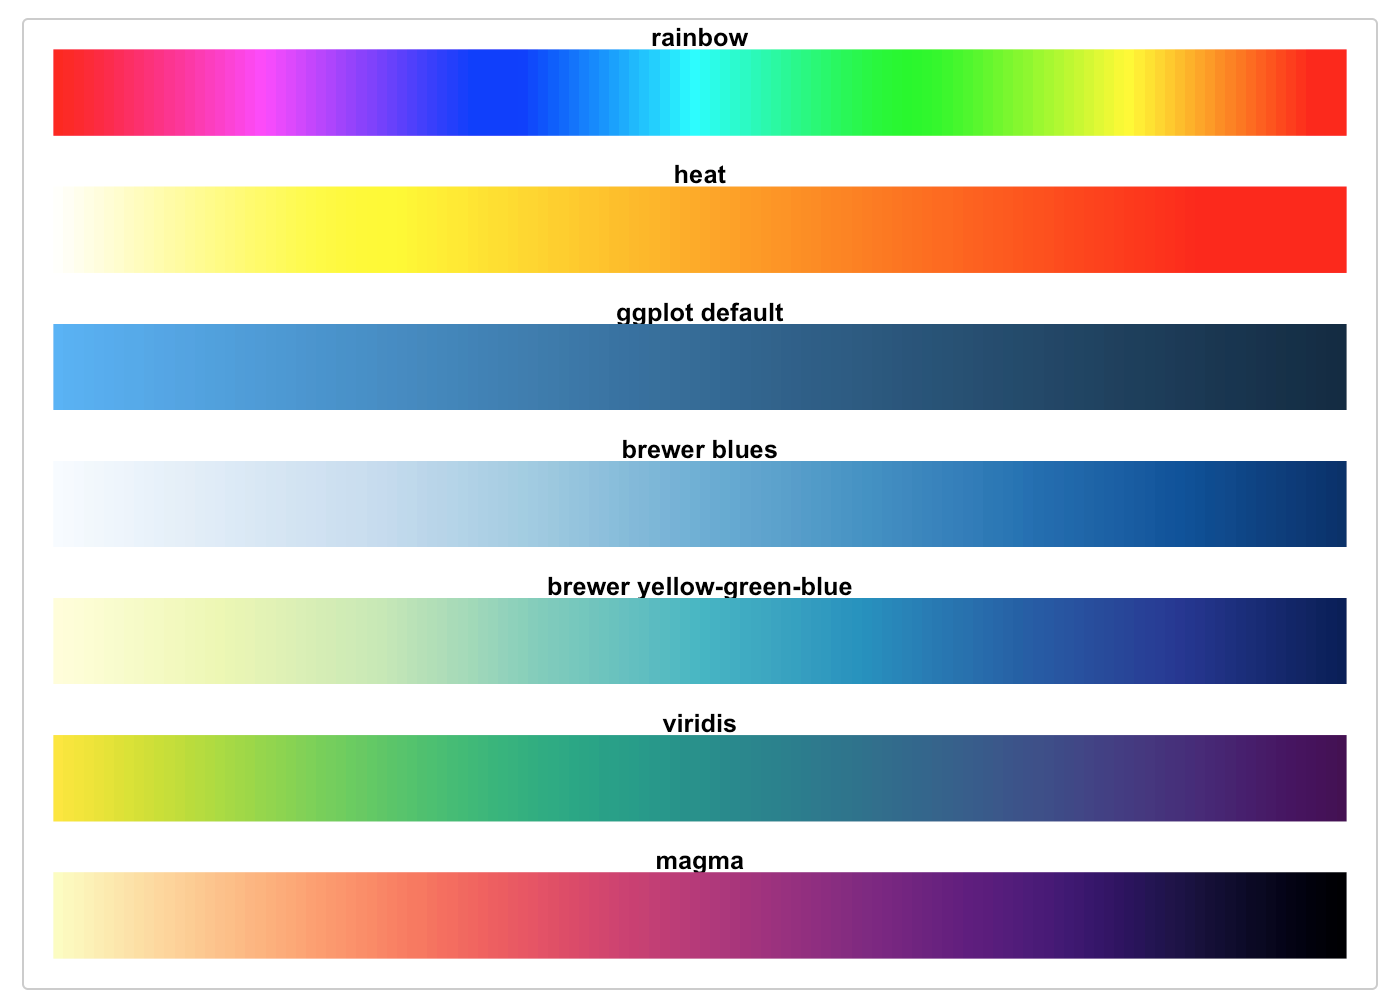 rainbow
heat
ggplot default
brewer blues
brewer yellow-green-blue
viridis
magma